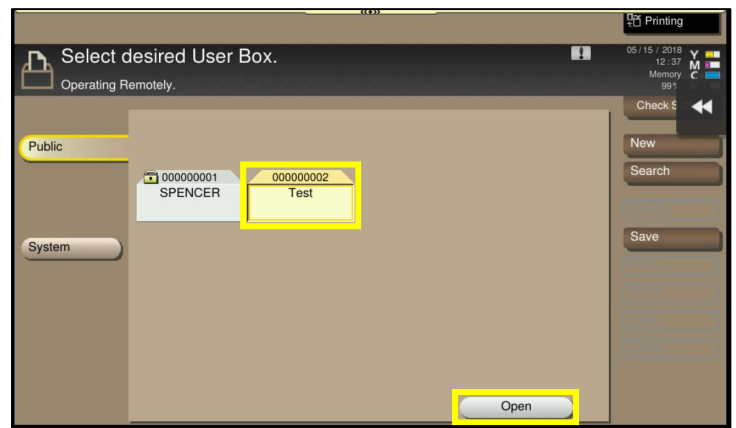 Printing
Select desired User Box.
Operating Remotely.
05/15/2018
12:37
Memory
Y
M
C
Check
Public
New
Search
000000001
SPENCER
000000002
Test
System
Save
Open